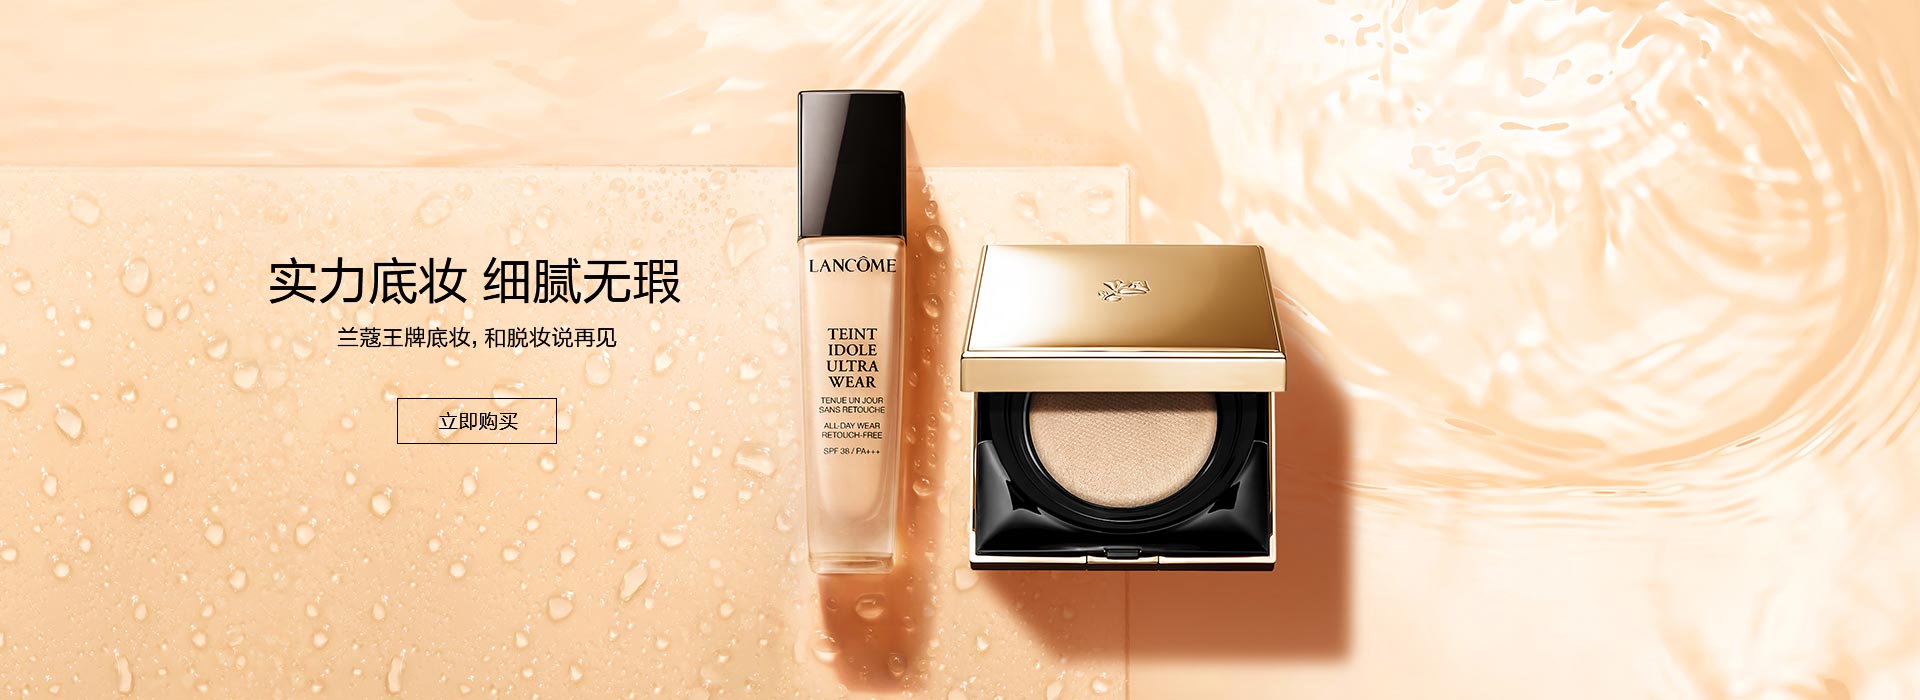 实力底妆 细腻无瑕
兰蔻王牌底妆, 和脱妆说再见
立即购买
LANCÔME
TEINT
IDOLE
ULTRA
WEAR
TENUE UN JOUR
SANS RETOUCHE
ALL-DAY WEAR
RETOUCH-FREE
SPF 38 / PA+++